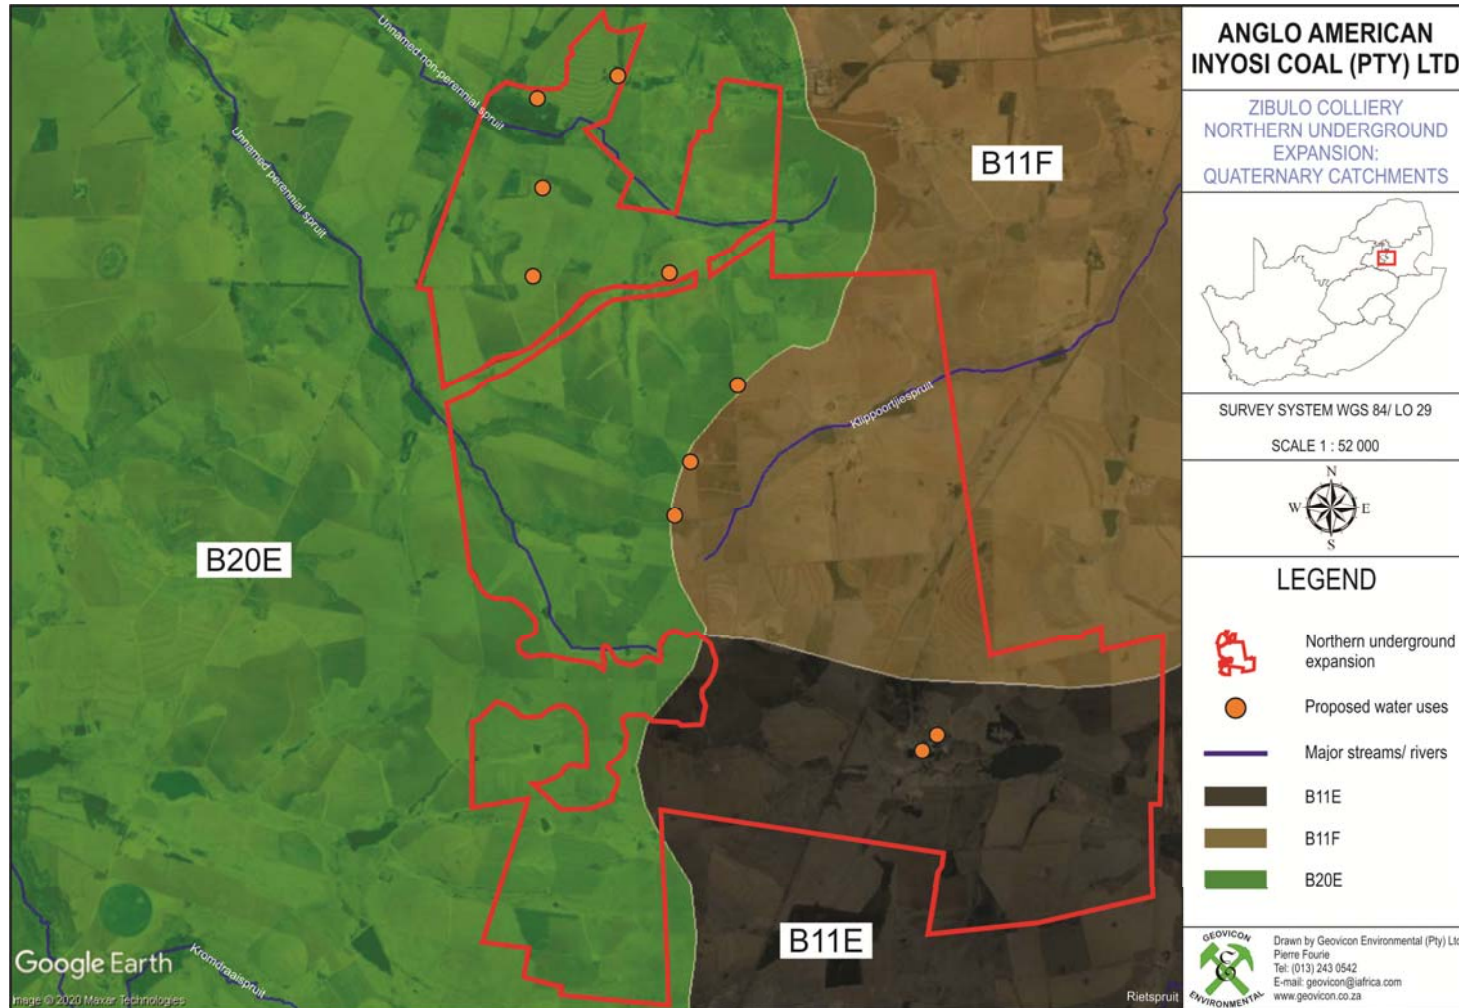 Unnamed non-perennial spruit
Unnamed perennial spruit
B11F
Klippoortjiespruit
B20E
B11E
Kromdraaispruit
Rietspruit
Google Earth
Image © 2020 Maxar Technologies
ANGLO AMERICAN
INYOSI COAL (PTY) LTD
ZIBULO COLLIERY
NORTHERN UNDERGROUND
EXPANSION:
QUATERNARY CATCHMENTS
SURVEY SYSTEM WGS 84/ LO 29
SCALE 1 : 52 000
N
W E
S
LEGEND
Northern underground
expansion
Proposed water uses
Major streams/ rivers
B11E
B11F
B20E
GEOVICON
ENVIRONMENTAL
Drawn by Geovicon Environmental (Pty) Ltd
Pierre Fourie
Tel: (013) 243 0542
E-mail: geovicon@iafrica.com
www.geovicon.co.za